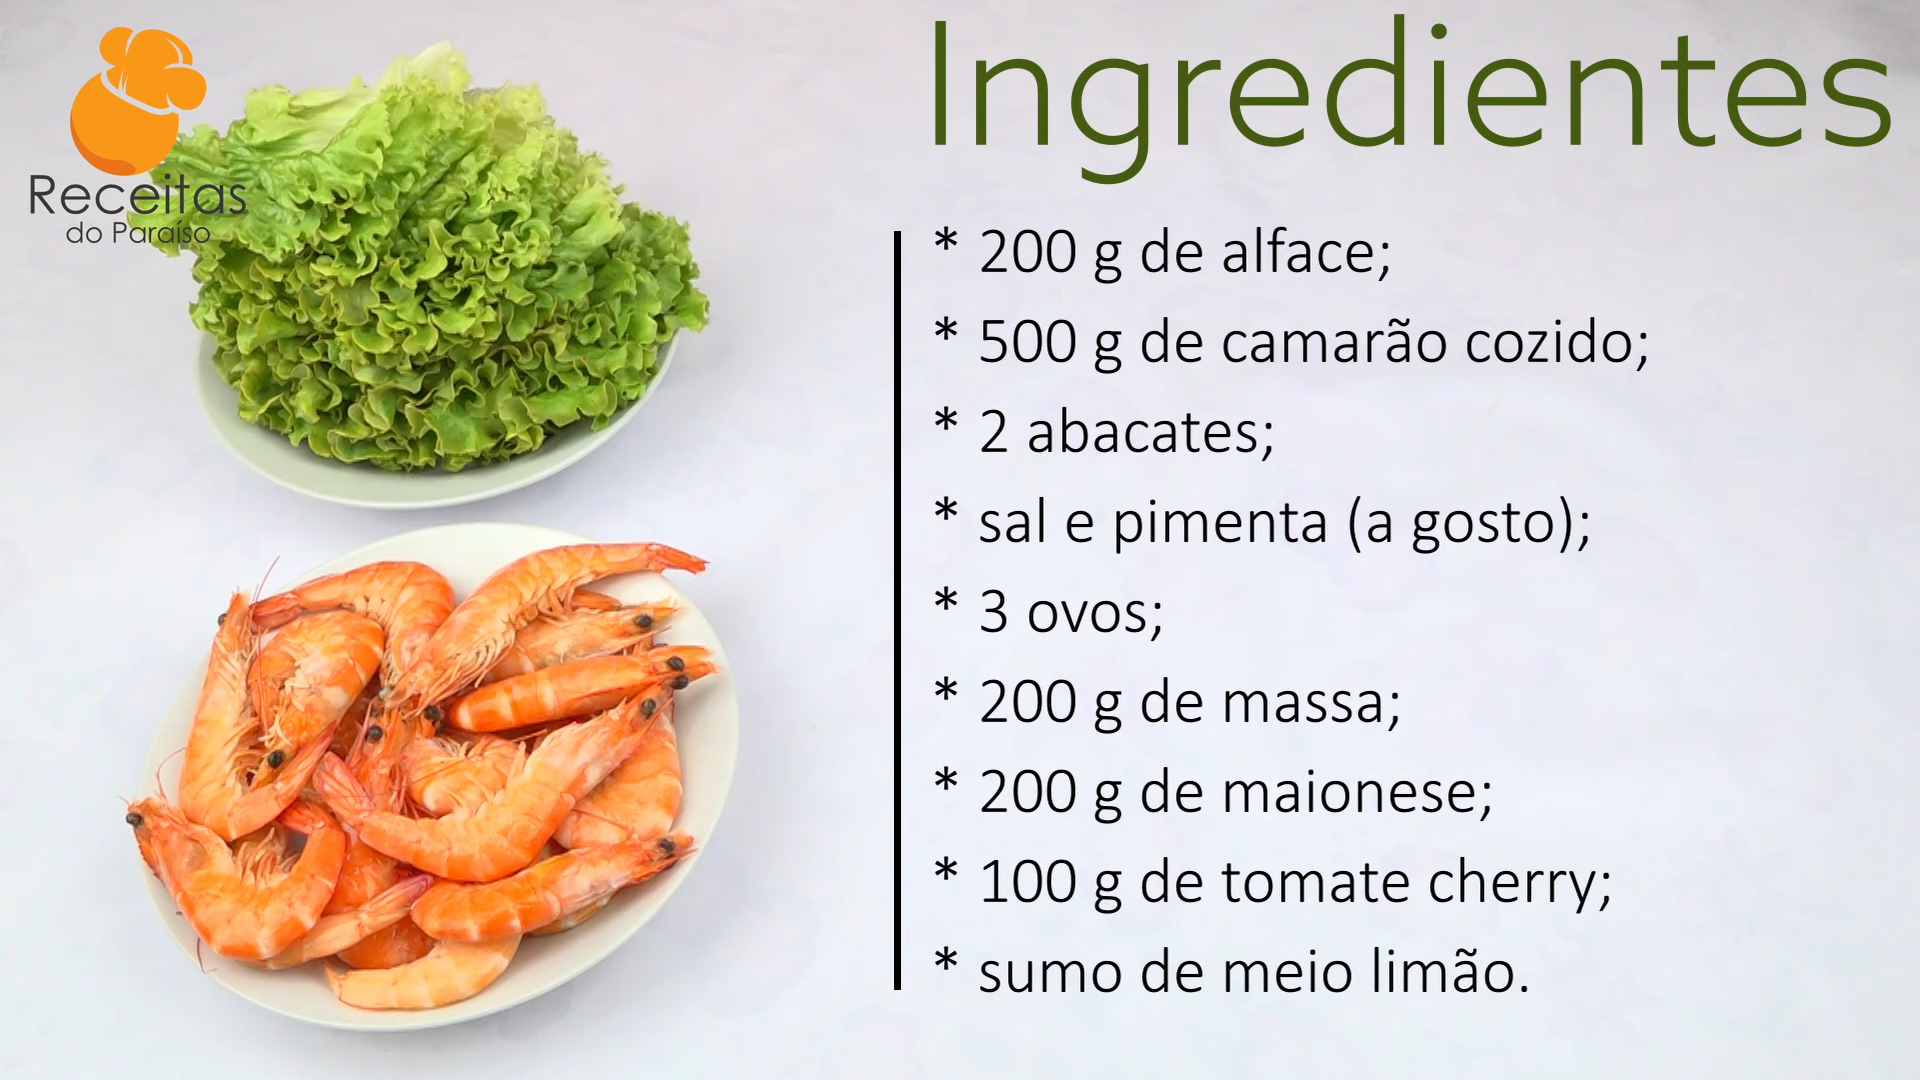 Receitas
do Paraíso
Ingredientes
* 200 g de alface;
* 500 g de camarão cozido;
* 2 abacates;
* sal e pimenta (a gosto);
* 3 ovos;
* 200 g de massa;
* 200 g de maionese;
* 100 g de tomate cherry;
* sumo de meio limão.